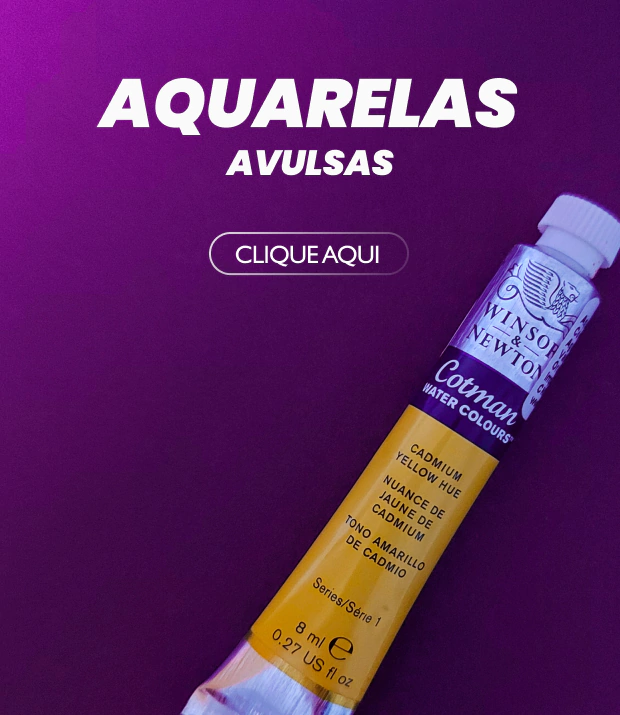 AQUARELAS
AVULSAS
CLIQUE AQUI
WINSOR
&
NEWTON
Cotman
WATER COLOURS
CADMIUM
YELLOW HUE
NUANCE DE
JAUNE DE
CADMIUM
TONO AMARILLO
DE CADMIO
Series/Série 1
8 ml ℮
0.27 US fl oz